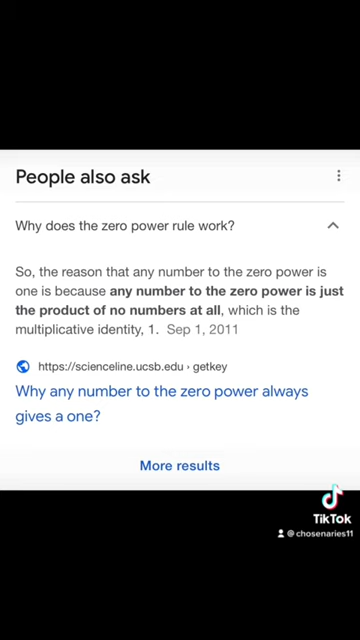 People also ask
Why does the zero power rule work?
So, the reason that any number to the zero power is
one is because any number to the zero power is just
the product of no numbers at all, which is the
multiplicative identity, 1. Sep 1, 2011
https://scienceline.ucsb.edu › getkey
Why any number to the zero power always
gives a one?
More results
TikTok
@chosenaries11